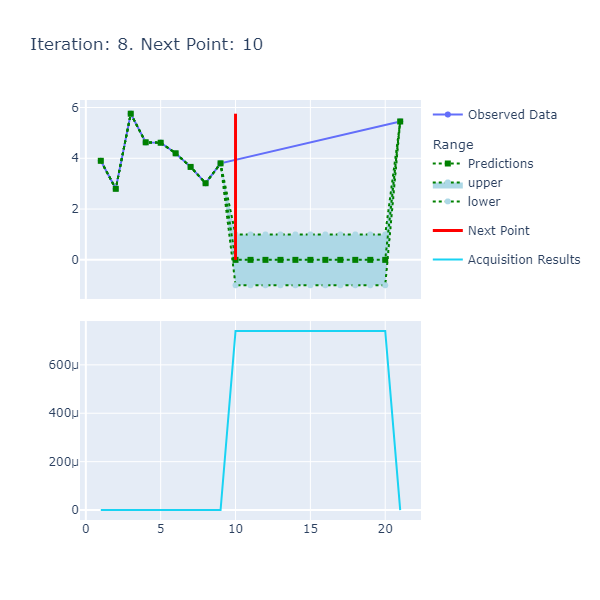 Iteration: 8. Next Point: 10
6
4
2
0
Observed Data
Range
Predictions
upper
lower
Next Point
Acquisition Results
600μ
400μ
200μ
0
0 5 10 15 20